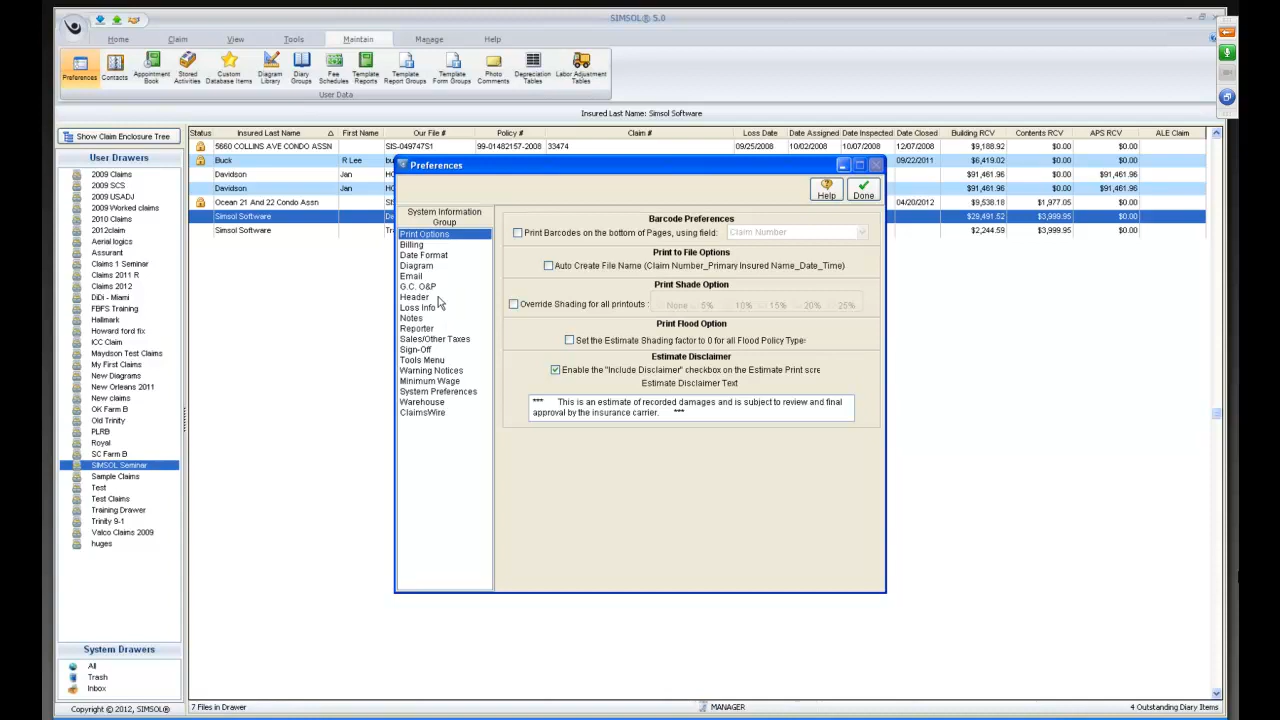 SIMSOL® 5.0
Home Claim View Tools Maintain Manage Help
Preferences Contacts Appointment Book Stored Activities Custom Database Items Diagram Library Diary Groups Fee Schedules Template Reports Template Report Groups Template Form Groups Photo Comments Depreciation Tables Labor Adjustment Tables
User Data
Insured Last Name: Simsol Software
Show Claim Enclosure Tree
User Drawers
2009 Claims
2009 SCS
2009 USADJ
2009 Worked claims
2010 Claims
2012claim
Aerial logics
Assurant
Claims 1 Seminar
Claims 2011 R
Claims 2012
DiDi - Miami
FBFS Training
Hallmark
Howard ford fix
ICC Claim
Maydson Test Claims
My First Claims
New Diagrams
New Orleans 2011
New claims
OK Farm B
Old Trinity
PLRB
Royal
SC Farm B
SIMSOL Seminar
Sample Claims
Test
Test Claims
Training Drawer
Trinity 9-1
Valco Claims 2009
huges
System Drawers
All
Trash
Inbox
Copyright © 2012, SIMSOL®
Status Insured Last Name First Name Our File # Policy # Claim # Loss Date Date Assigned Date Inspected Date Closed Building RCV Contents RCV APS RCV ALE Claim
5660 COLLINS AVE CONDO ASSN SIS-049747S1 99-01482157-2008 33474 09/25/2008 10/02/2008 10/07/2008 12/07/2008 $9,188.92 $0.00 $0.00
Buck R Lee 09/22/2011 $6,419.02 $0.00 $0.00
Davidson Jan $91,461.96 $0.00 $91,461.96
Davidson Jan $91,461.96 $0.00 $91,461.96
Ocean 21 And 22 Condo Assn 04/20/2012 $9,538.18 $1,977.05 $0.00
Simsol Software $29,491.52 $3,999.95 $0.00
Simsol Software $2,244.59 $3,999.95 $0.00
Preferences
Help Done
System Information Group
Print Options
Billing
Date Format
Diagram
Email
G.C. O&P
Header
Loss Info
Notes
Reporter
Sales/Other Taxes
Sign-Off
Tools Menu
Warning Notices
Minimum Wage
System Preferences
Warehouse
ClaimsWire
Barcode Preferences
Print Barcodes on the bottom of Pages, using field: Claim Number
Print to File Options
Auto Create File Name (Claim Number_Primary Insured Name_Date_Time)
Print Shade Option
Override Shading for all printouts : None 5% 10% 15% 20% 25%
Print Flood Option
Set the Estimate Shading factor to 0 for all Flood Policy Type:
Estimate Disclaimer
Enable the "Include Disclaimer" checkbox on the Estimate Print scre
Estimate Disclaimer Text
*** This is an estimate of recorded damages and is subject to review and final
approval by the insurance carrier. ***
7 Files in Drawer MANAGER 4 Outstanding Diary Items